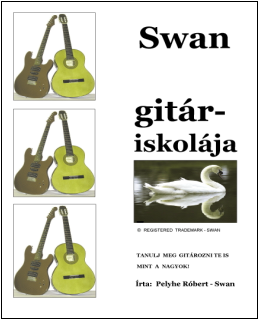 Swan
gitár-
iskolája
® REGISTERED TRADEMARK - SWAN
TANULJ MEG GITÁROZNI TE IS
MINT A NAGYOK!
Írta: Pelyhe Róbert - Swan